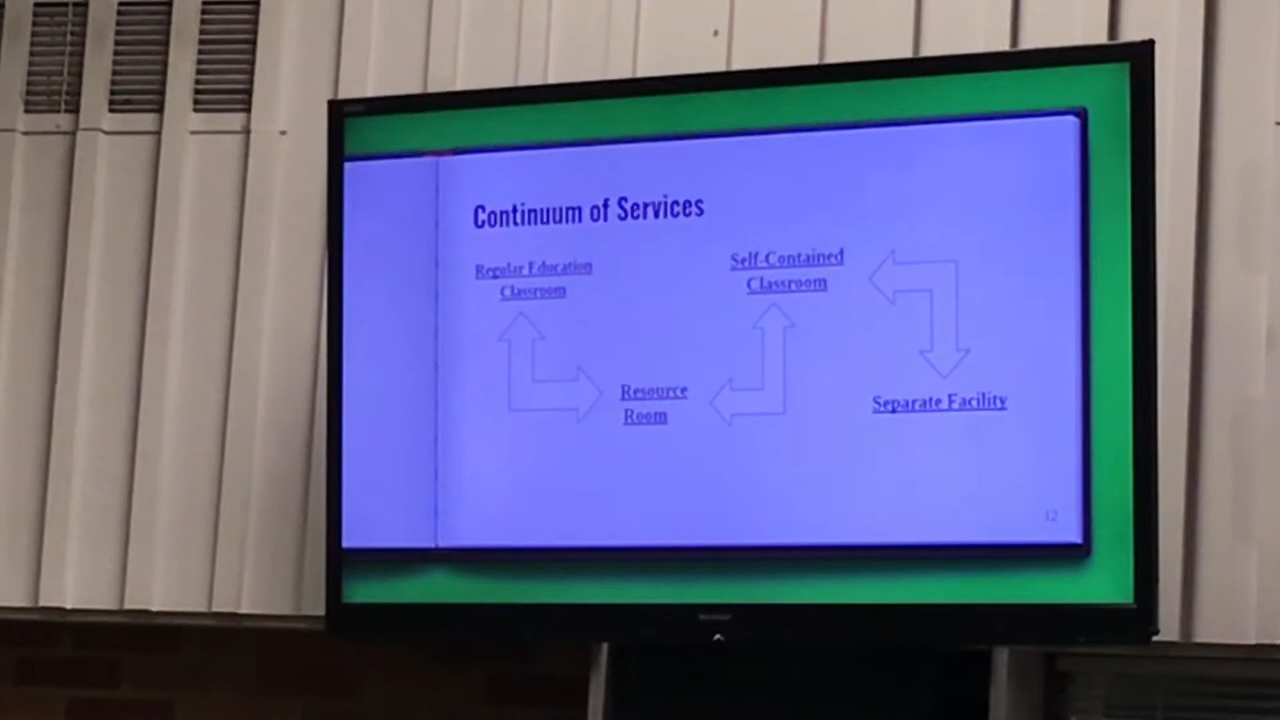 Continuum of Services
Regular Education
Classroom
Self-Contained
Classroom
Resource
Room
Separate Facility
12